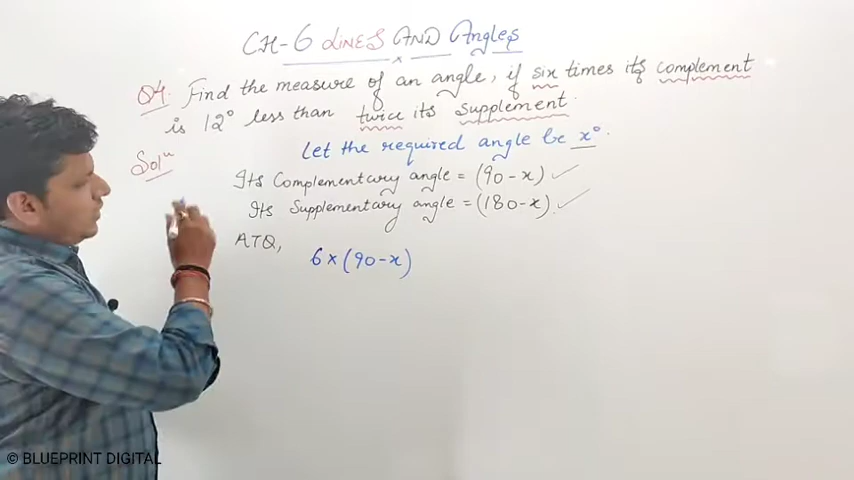 CH-6 LINES AND Angles
Q4. Find the measure of an angle, if six times its complement
is 12° less than twice its supplement.
Solⁿ
Let the required angle be x°.
Its Complementary angle = (90-x) ✓
Its Supplementary angle = (180-x). ✓
ATQ,
6×(90-x)
© BLUEPRINT DIGITAL